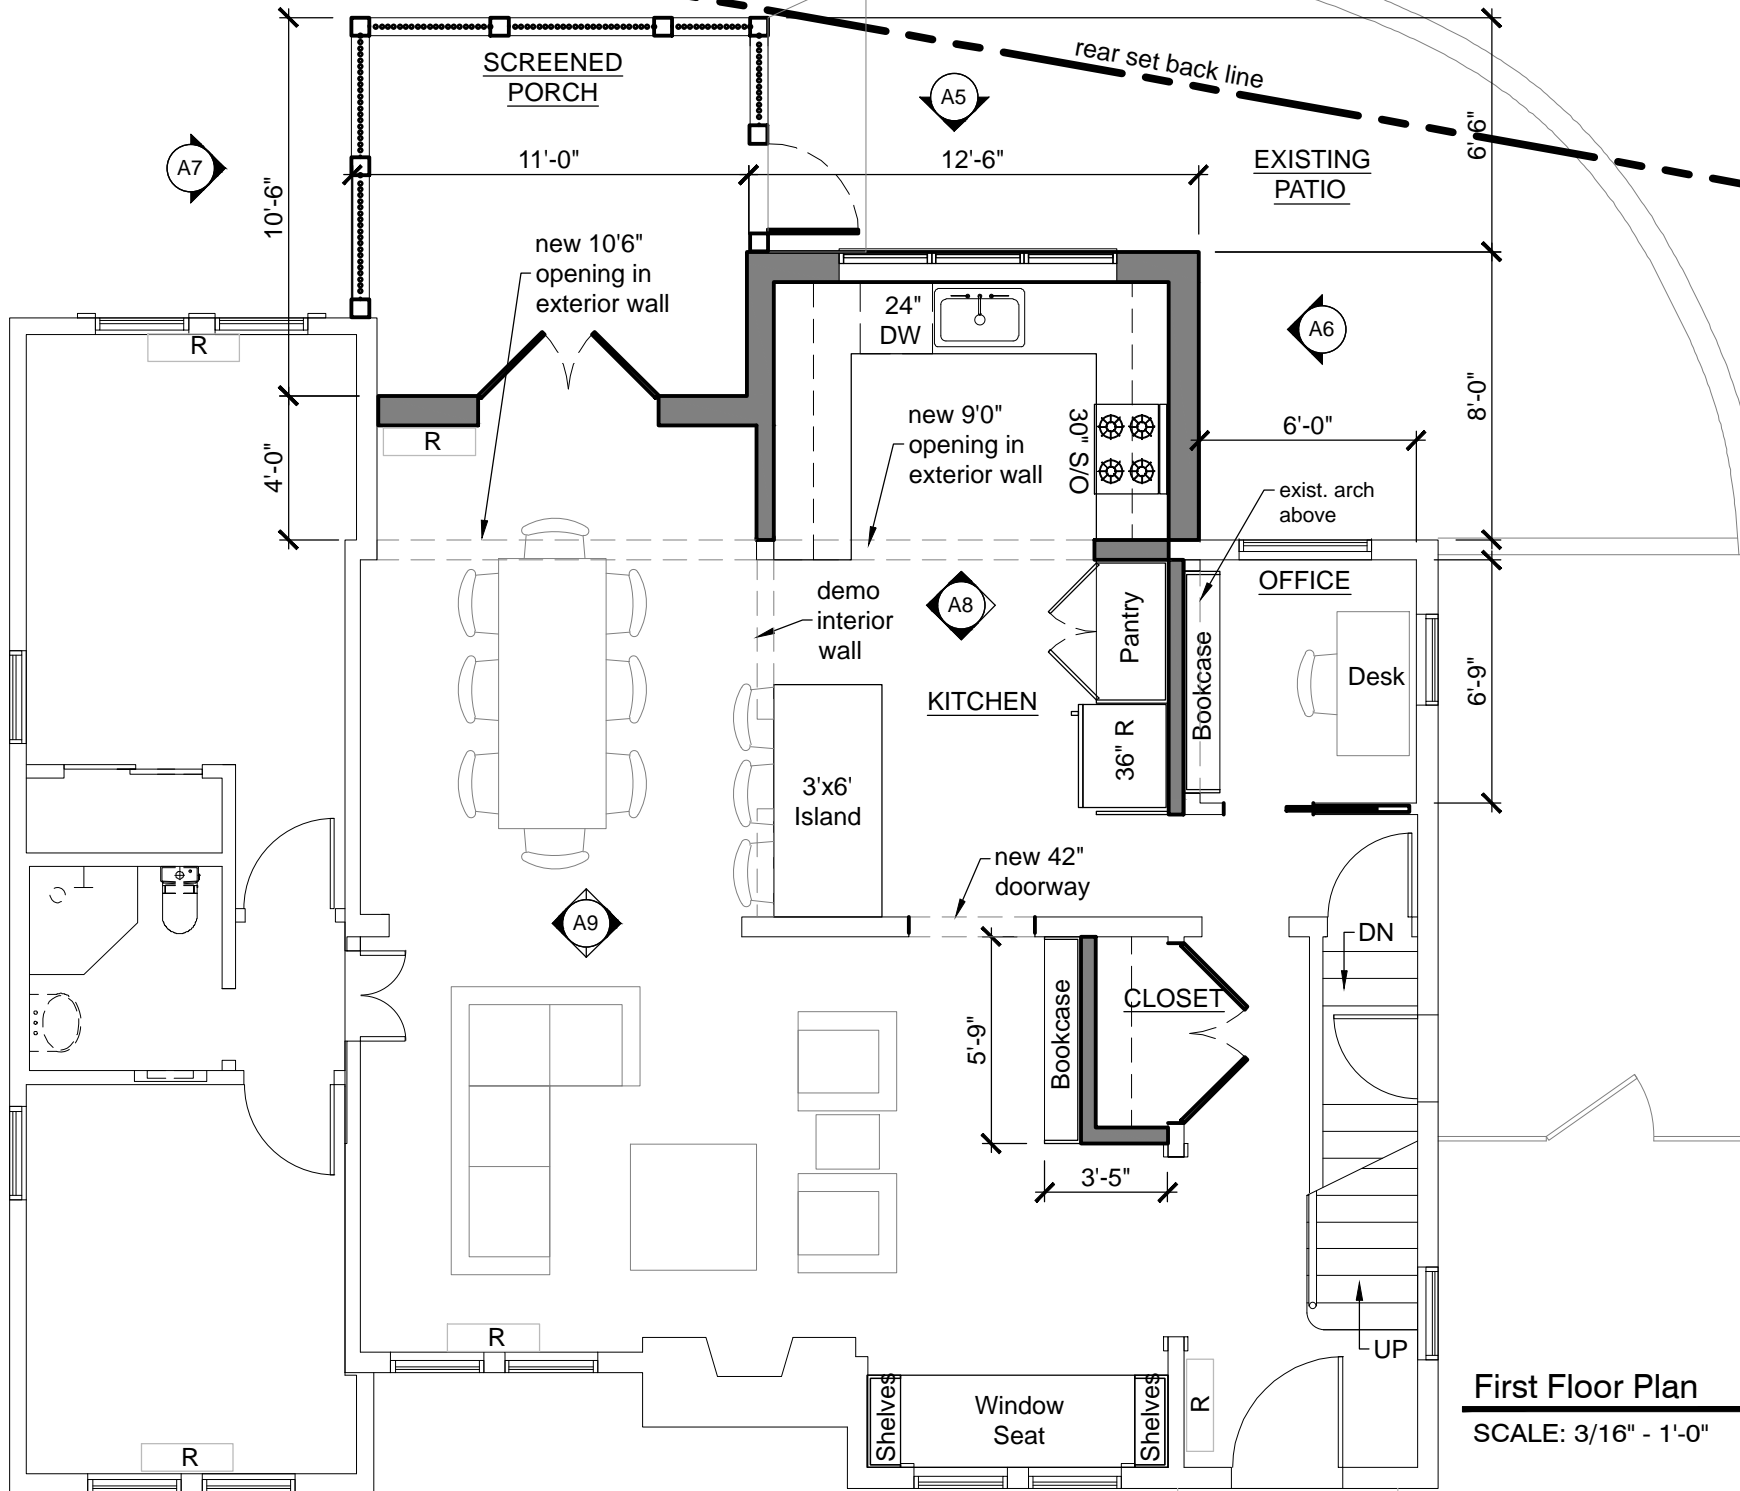 rear set back line
SCREENED
PORCH
A5
6'-6"
A7
11'-0"
12'-6"
EXISTING
PATIO
10'-6"
new 10'6"
opening in
exterior wall
24"
DW
A6
R
8'-0"
new 9'0"
opening in
exterior wall
30" S/O
6'-0"
R
4'-0"
exist. arch
above
OFFICE
demo
interior
wall
A8
Pantry
Bookcase
Desk
6'-9"
KITCHEN
36" R
3'x6'
Island
new 42"
doorway
A9
DN
CLOSET
Bookcase
5'-9"
3'-5"
R
UP
Shelves
Window
Seat
Shelves
R
R
First Floor Plan
SCALE: 3/16" - 1'-0"